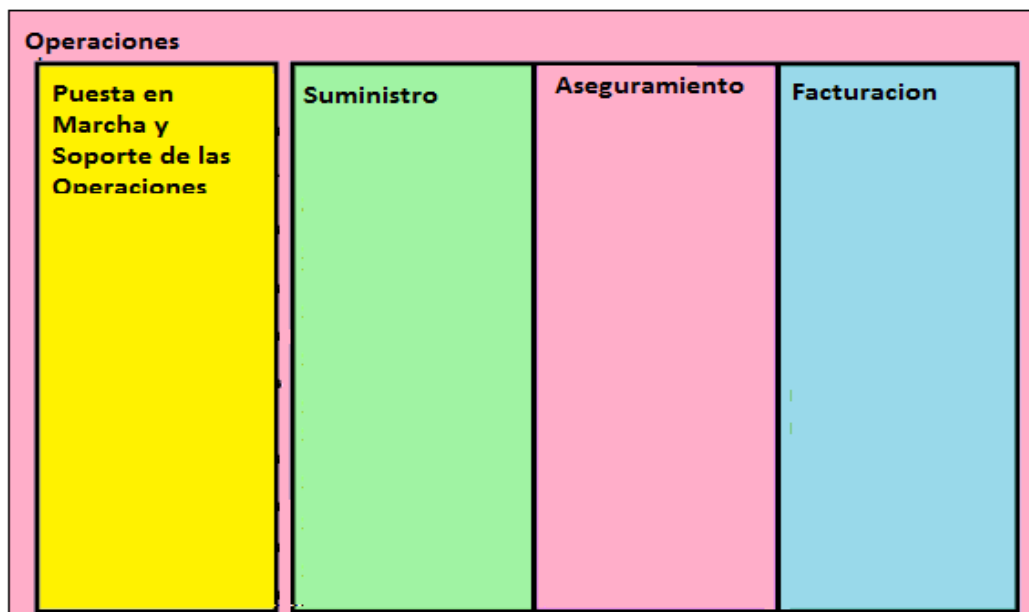 Operaciones
Puesta en
Marcha y
Soporte de las
Operaciones
Suministro
Aseguramiento
Facturacion